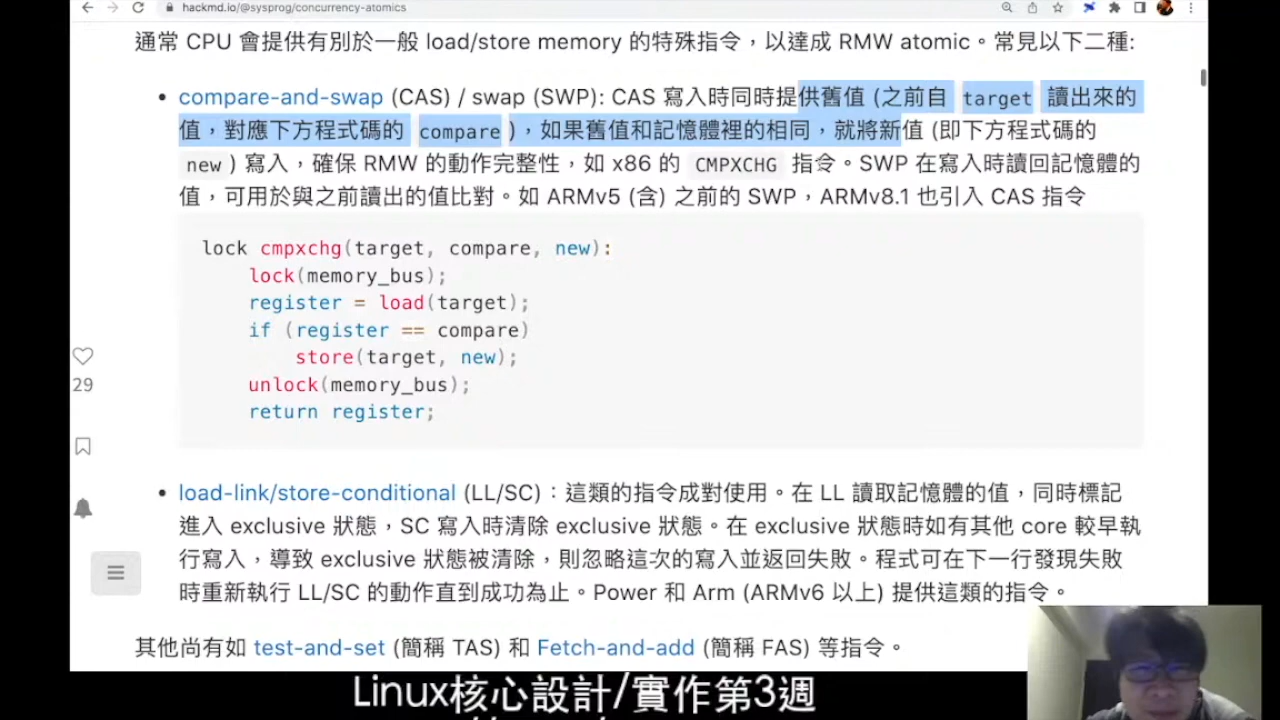 hackmd.io/@sysprog/concurrency-atomics
通常 CPU 會提供有別於一般 load/store memory 的特殊指令，以達成 RMW atomic。常見以下二種:
• compare-and-swap (CAS) / swap (SWP): CAS 寫入時同時提供舊值 (之前自 target 讀出來的
值，對應下方程式碼的 compare )，如果舊值和記憶體裡的相同，就將新值 (即下方程式碼的
new ) 寫入，確保 RMW 的動作完整性，如 x86 的 CMPXCHG 指令。SWP 在寫入時讀回記憶體的
值，可用於與之前讀出的值比對。如 ARMv5 (含) 之前的 SWP，ARMv8.1 也引入 CAS 指令
lock cmpxchg(target, compare, new):
lock(memory_bus);
register = load(target);
if (register == compare)
store(target, new);
unlock(memory_bus);
return register;
29
• load-link/store-conditional (LL/SC)：這類的指令成對使用。在 LL 讀取記憶體的值，同時標記
進入 exclusive 狀態，SC 寫入時清除 exclusive 狀態。在 exclusive 狀態時如有其他 core 較早執
行寫入，導致 exclusive 狀態被清除，則忽略這次的寫入並返回失敗。程式可在下一行發現失敗
時重新執行 LL/SC 的動作直到成功為止。Power 和 Arm (ARMv6 以上) 提供這類的指令。
其他尚有如 test-and-set (簡稱 TAS) 和 Fetch-and-add (簡稱 FAS) 等指令。
Linux核心設計/實作第3週